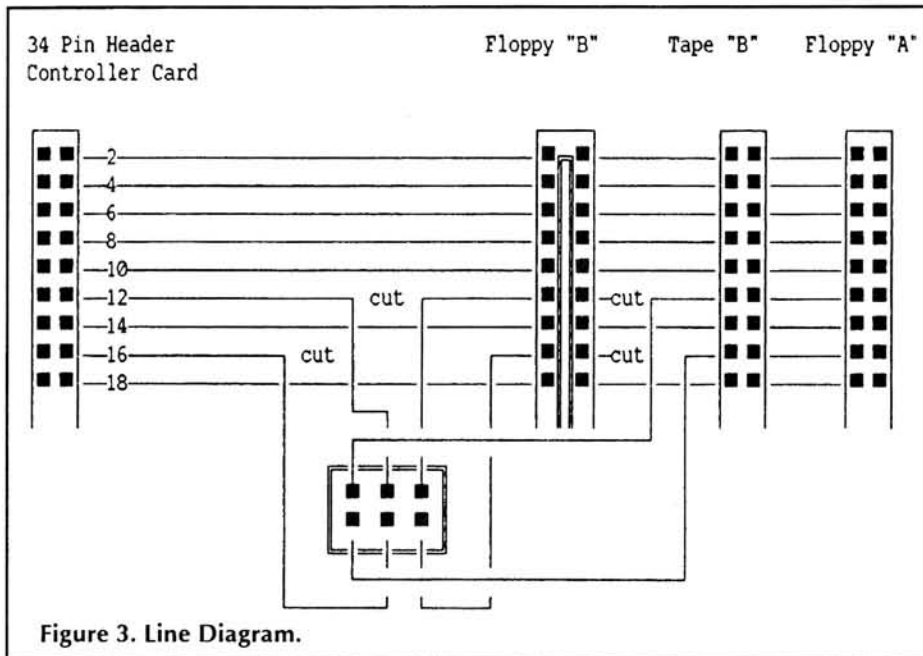 34 Pin Header Floppy "B" Tape "B" Floppy "A"
Controller Card
2
4
6
8
10
12 cut cut
14
16 cut cut
18
Figure 3. Line Diagram.